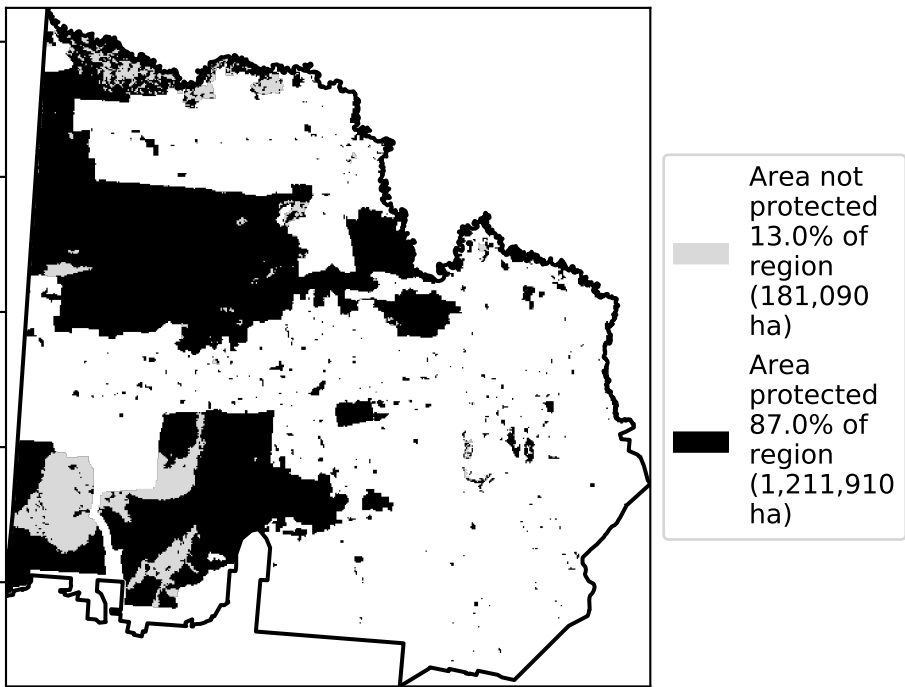 Area not
protected
13.0% of
region
(181,090
ha)
Area
protected
87.0% of
region
(1,211,910
ha)